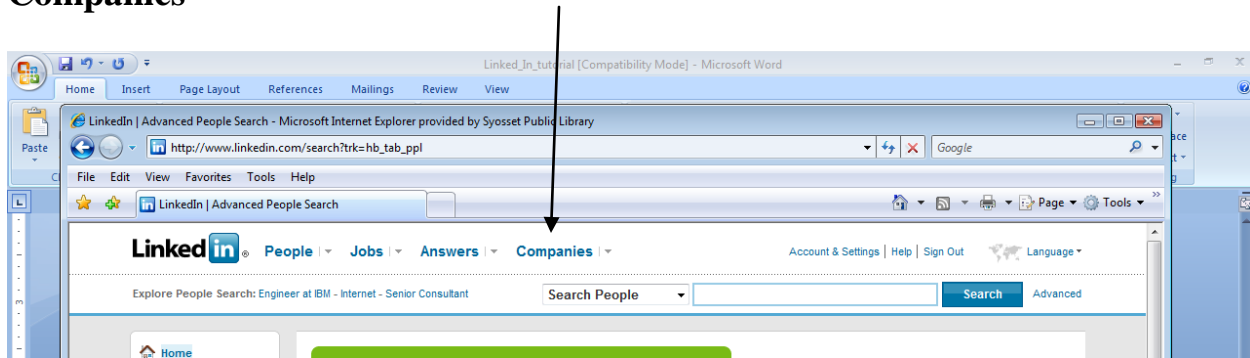 Companies
Linked_In_tutorial [Compatibility Mode] - Microsoft Word
Home Insert Page Layout References Mailings Review View
Paste
LinkedIn | Advanced People Search - Microsoft Internet Explorer provided by Syosset Public Library
http://www.linkedin.com/search?trk=hb_tab_ppl Google
File Edit View Favorites Tools Help
LinkedIn | Advanced People Search Page Tools »
Linked in ® People Jobs Answers Companies Account & Settings | Help | Sign Out Language
Explore People Search: Engineer at IBM - Internet - Senior Consultant Search People Search Advanced
Home